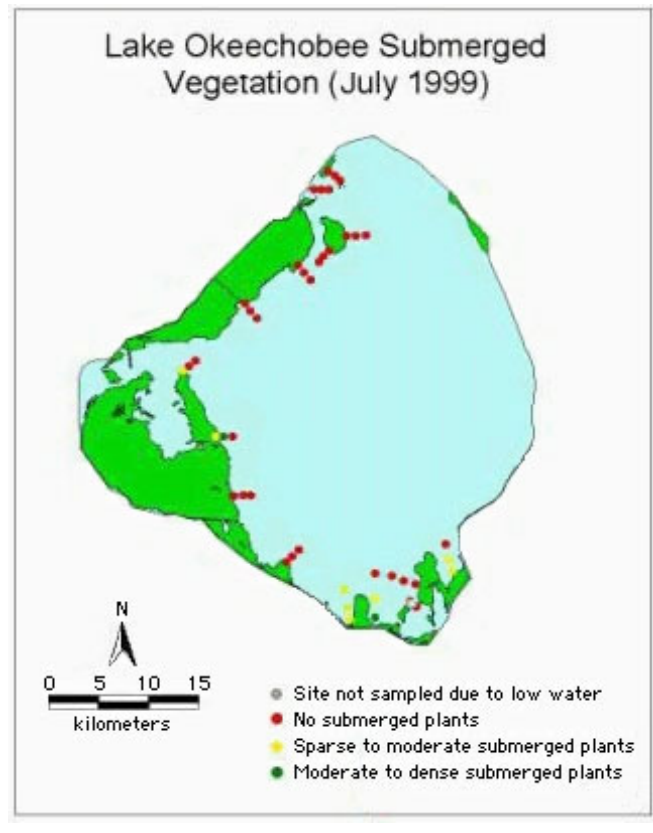 Lake Okeechobee Submerged
Vegetation (July 1999)
N
0 5 10 15
kilometers
Site not sampled due to low water
No submerged plants
Sparse to moderate submerged plants
Moderate to dense submerged plants